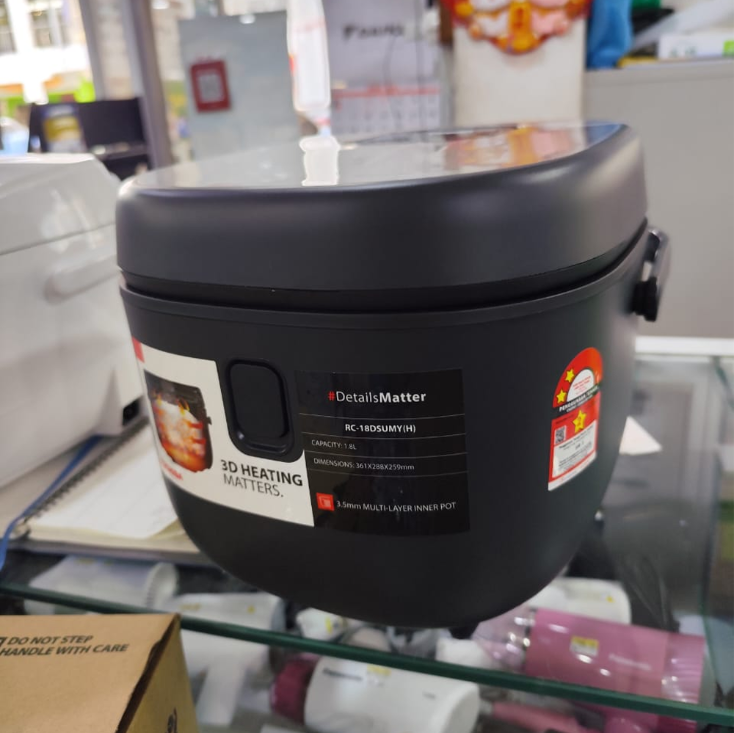 #DetailsMatter
RC-18DSUMY(H)
CAPACITY: 1.8L
DIMENSIONS: 361X288X259mm
3D HEATING
MATTERS.
3.5mm MULTI-LAYER INNER POT
DO NOT STEP
HANDLE WITH CARE